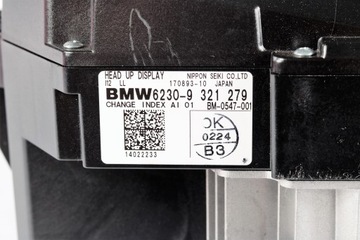 HEAD UP DISPLAY NIPPON SEIKI CO.,LTD
I12 LL 170893-10 JAPAN
BMW 6230-9 321 279
CHANGE INDEX AI 01 BM-0547-001
OK
0224
B3
14022233